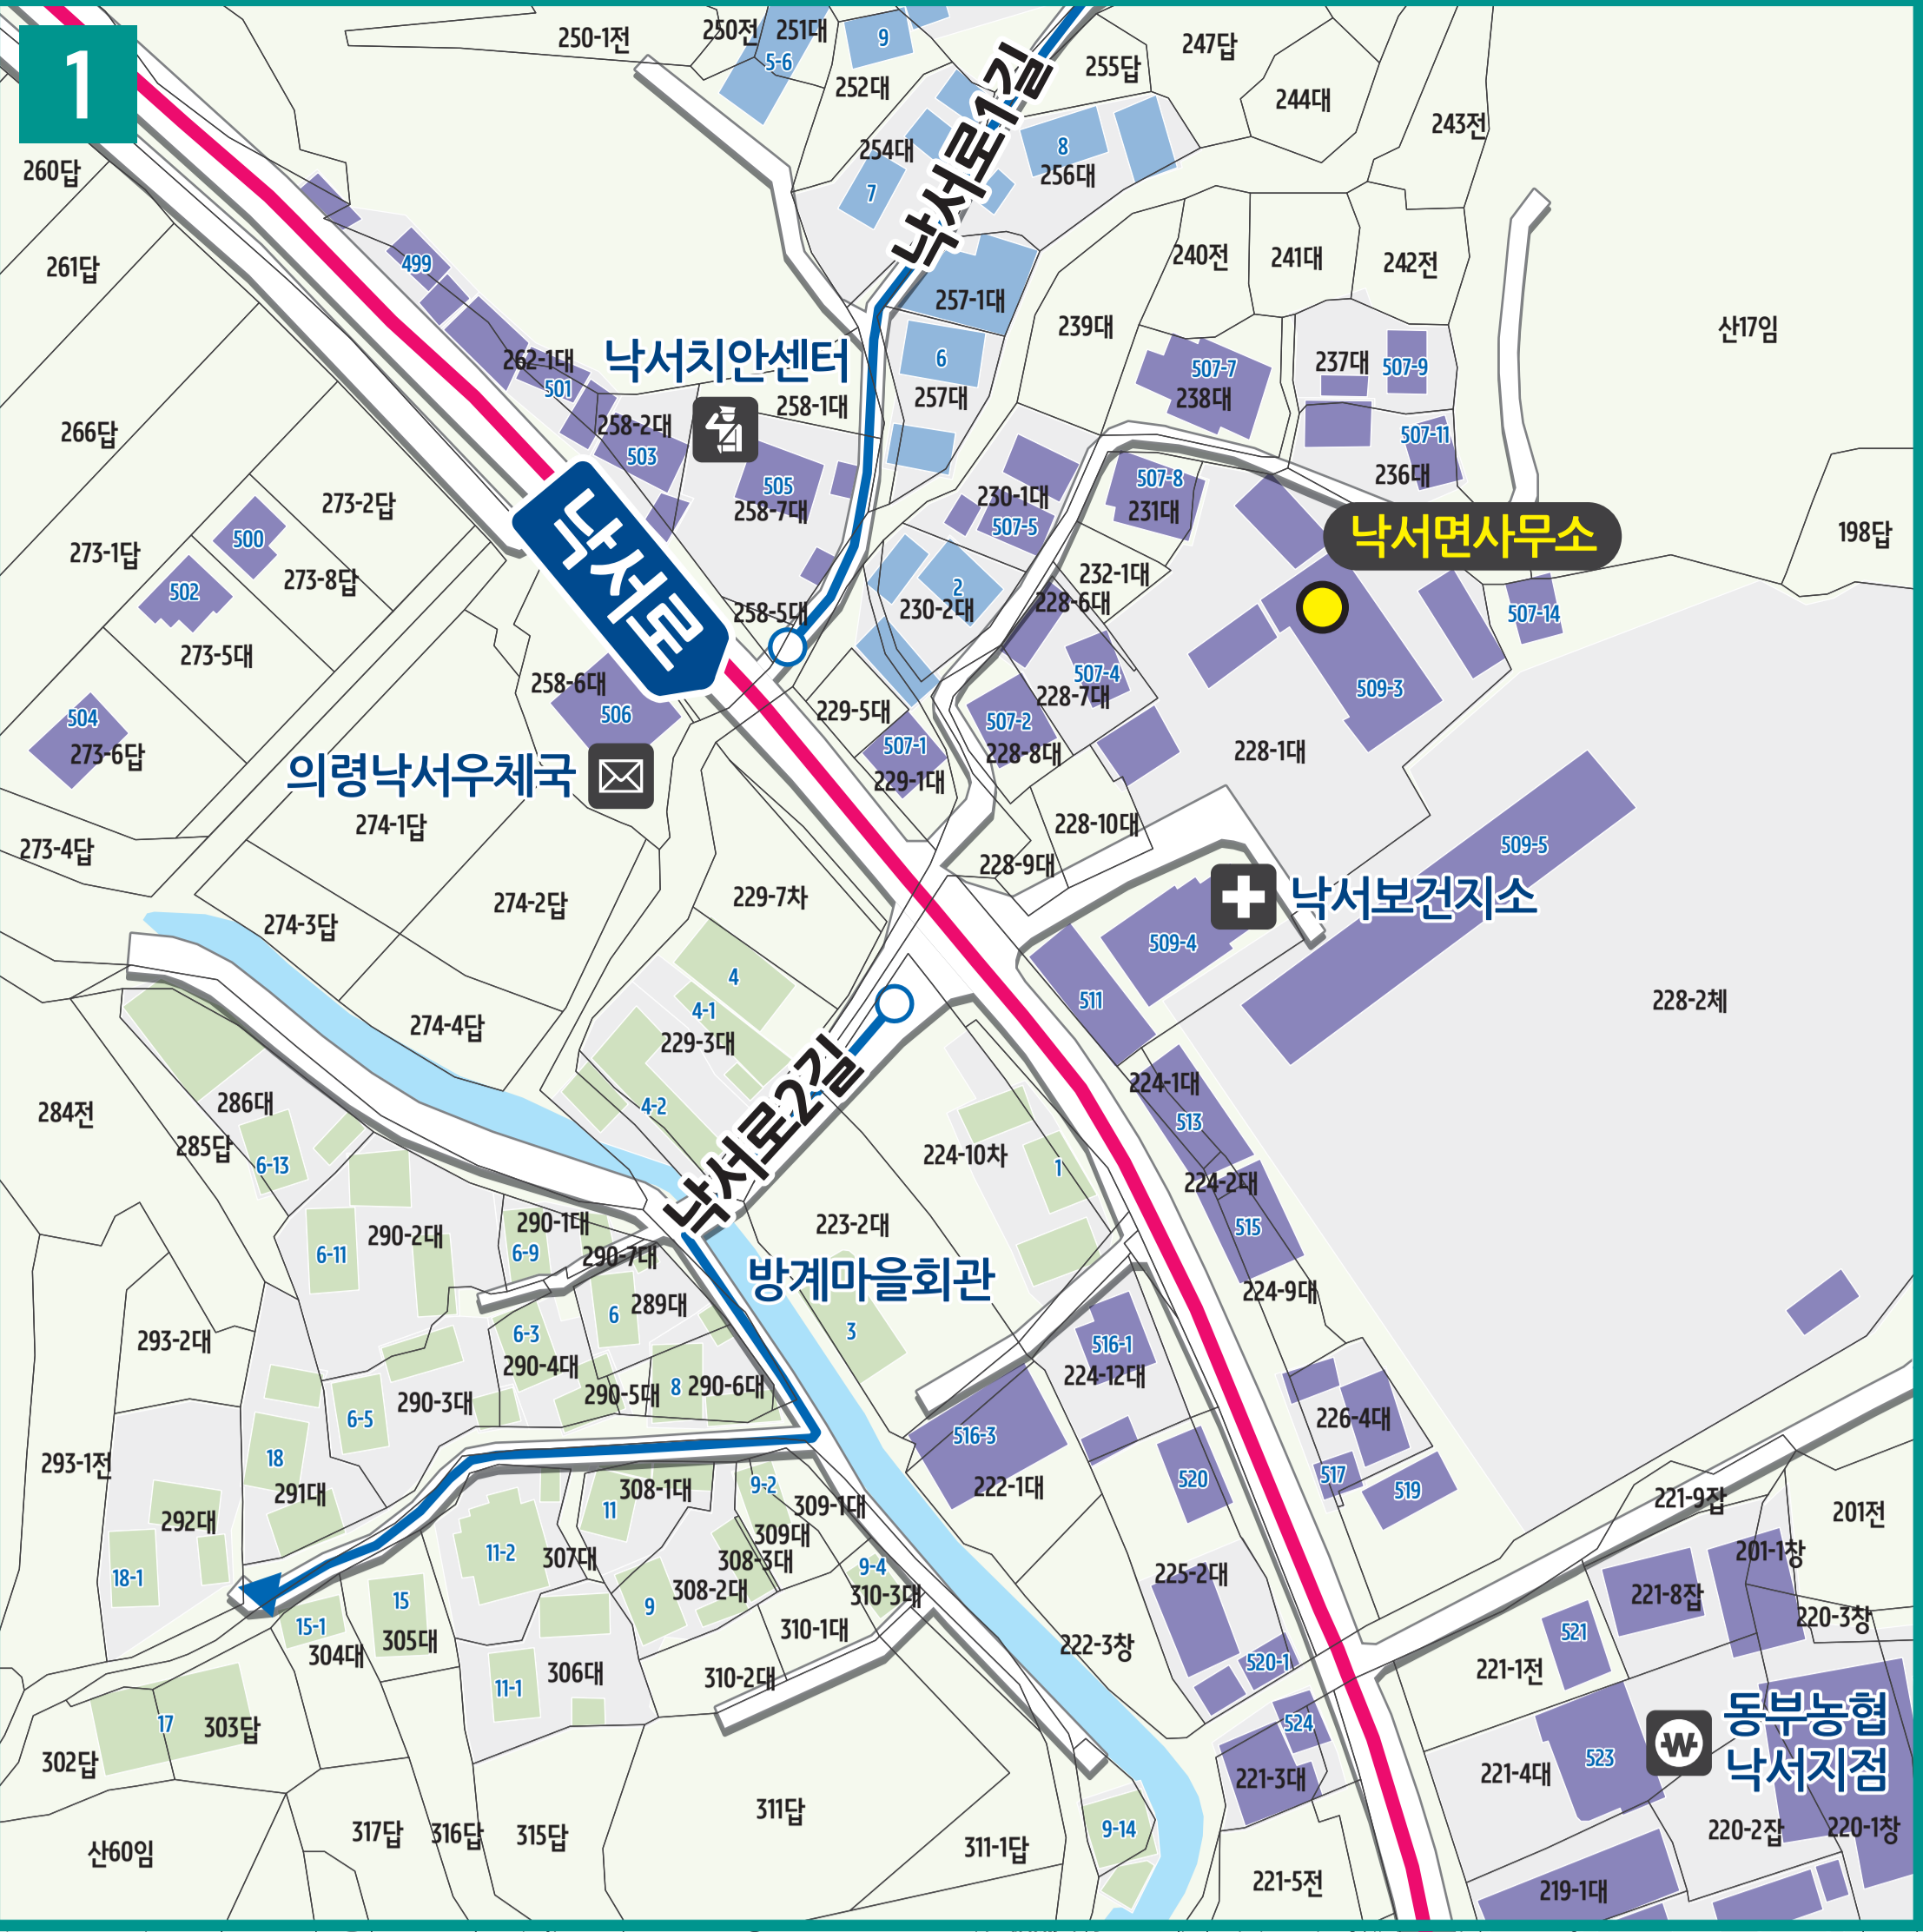 1
250-1전
250전
251대
5-6
9
252대
낙서로1길
255답
247답
244대
243전
254대
8
256대
7
260답
261답
499
257-1대
240전
241대
242전
239대
산17임
낙서치안센터
262-1대
501
6
257대
258-1대
507-7
238대
237대
507-9
266답
258-2대
503
505
258-7대
507-11
236대
273-2답
230-1대
507-5
507-8
231대
낙서면사무소
198답
500
273-1답
273-8답
502
낙서로
232-1대
2
230-2대
228-6대
507-14
258-5대
273-5대
258-6대
506
507-4
228-7대
509-3
504
273-6답
229-5대
507-2
507-1
228-8대
228-1대
229-1대
의령낙서우체국
274-1답
228-10대
273-4답
228-9대
509-5
낙서보건지소
229-7차
274-2답
274-3답
509-4
4
4-1
511
228-2체
274-4답
229-3대
낙서로2길
224-1대
286대
284전
4-2
513
285답
6-13
224-10차
1
224-2대
290-2대
290-1대
6-11
6-9
290-7대
223-2대
515
방계마을회관
224-9대
289대
6
6-3
3
293-2대
516-1
290-4대
224-12대
290-5대
8
290-6대
290-3대
6-5
226-4대
516-3
293-1전
18
520
517
519
291대
11
308-1대
9-2
309-1대
222-1대
221-9잡
201전
292대
309대
11-2
307대
308-3대
201-1창
18-1
9-4
225-2대
310-3대
308-2대
15
9
221-8잡
220-3창
15-1
305대
310-1대
304대
222-3창
521
520-1
306대
310-2대
11-1
221-1전
17
303답
524
동부농협
낙서지점
302답
523
221-3대
221-4대
311답
317답
316답
315답
311-1답
9-14
220-2잡
220-1창
산60임
221-5전
219-1대